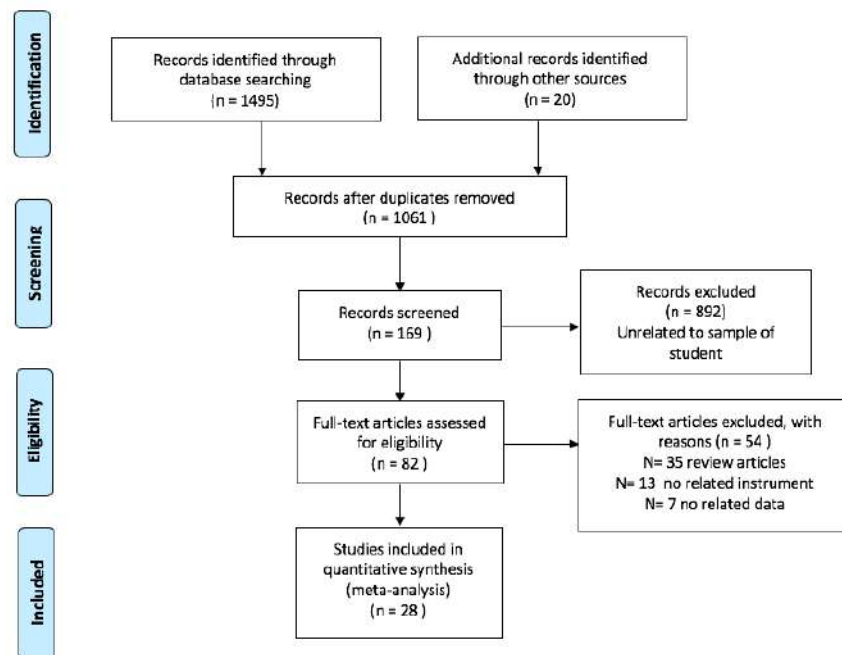 Identification
Records identified through
database searching
(n = 1495)
Additional records identified
through other sources
(n = 20)
Records after duplicates removed
(n = 1061 )
Screening
Records screened
(n = 169 )
Records excluded
(n = 892)
Unrelated to sample of
student
Eligibility
Full-text articles assessed
for eligibility
(n = 82 )
Full-text articles excluded, with
reasons (n = 54 )
N= 35 review articles
N= 13 no related instrument
N= 7 no related data
Included
Studies included in
quantitative synthesis
(meta-analysis)
(n = 28 )